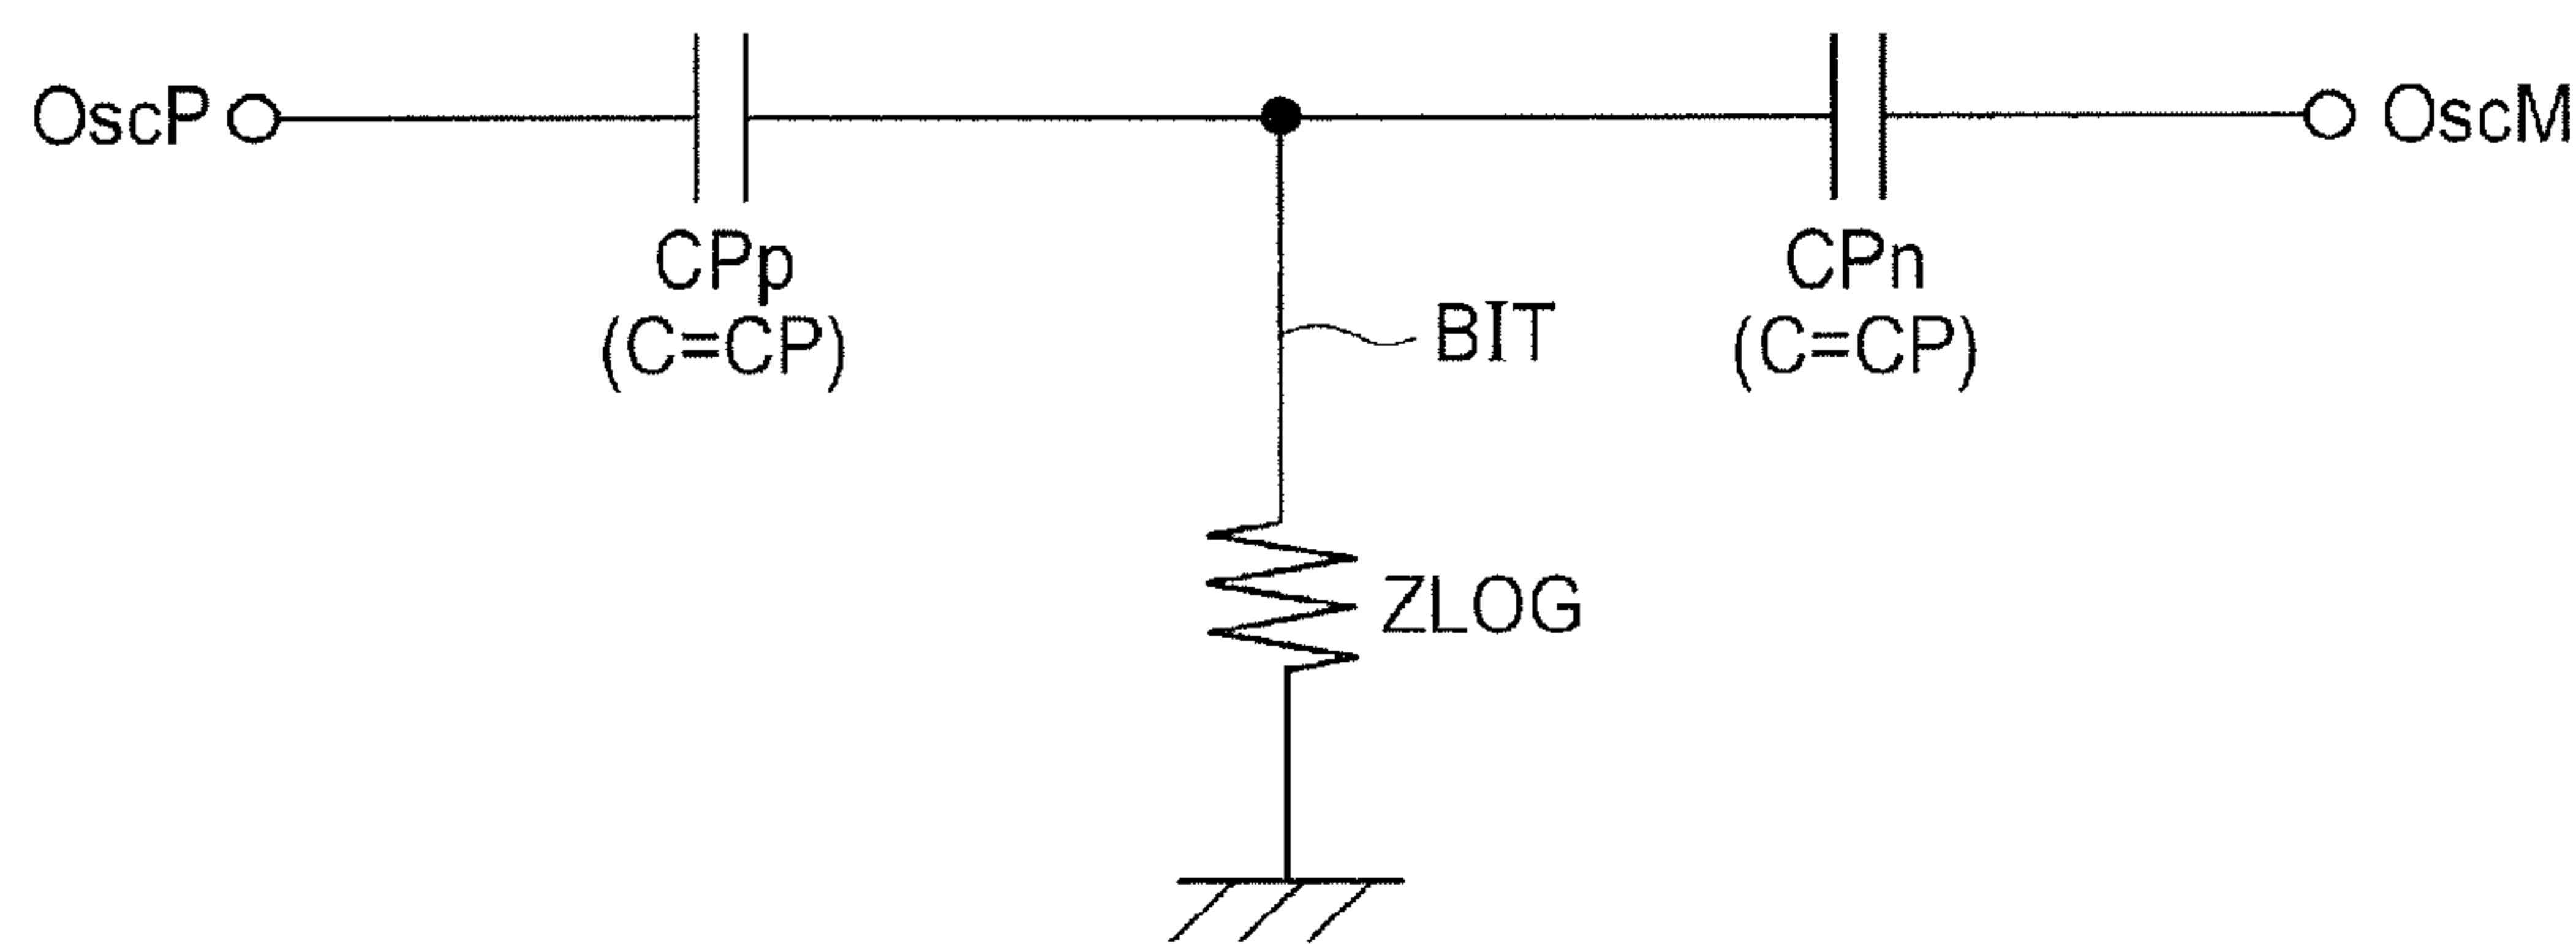 OscP
OscM
CPp
(C=CP)
CPn
(C=CP)
BIT
ZLOG